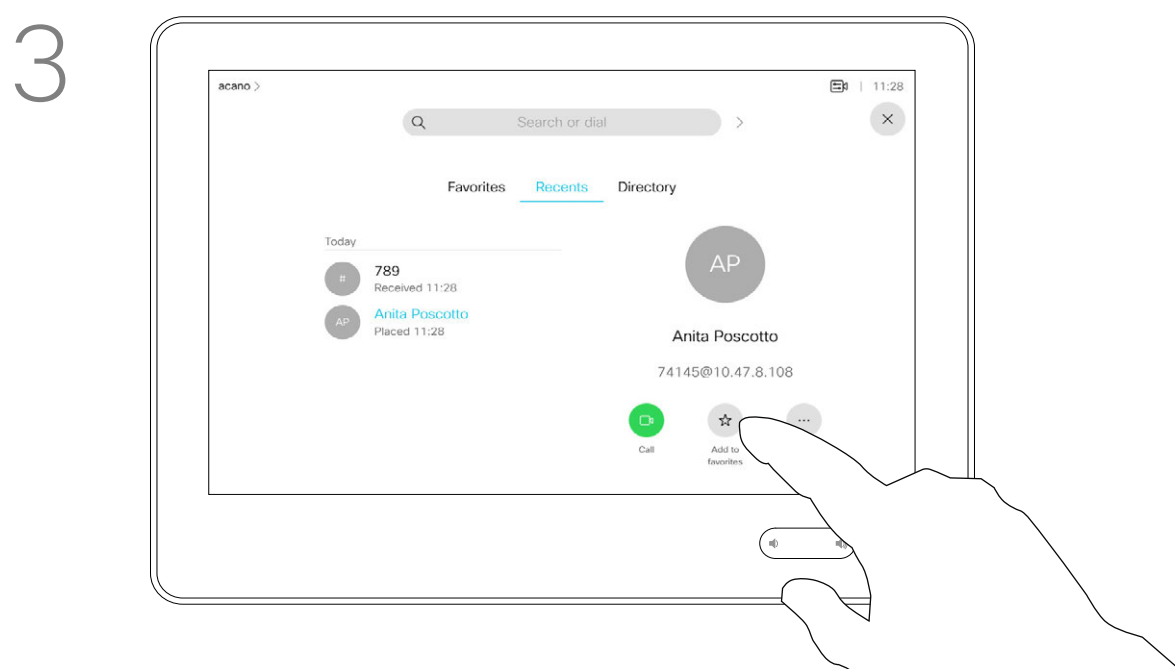 3
acano >
11:28
Search or dial
Favorites Recents Directory
Today
#
789
Received 11:28
AP
Anita Poscotto
Placed 11:28
AP
Anita Poscotto
74145@10.47.8.108
Call
Add to
favorites